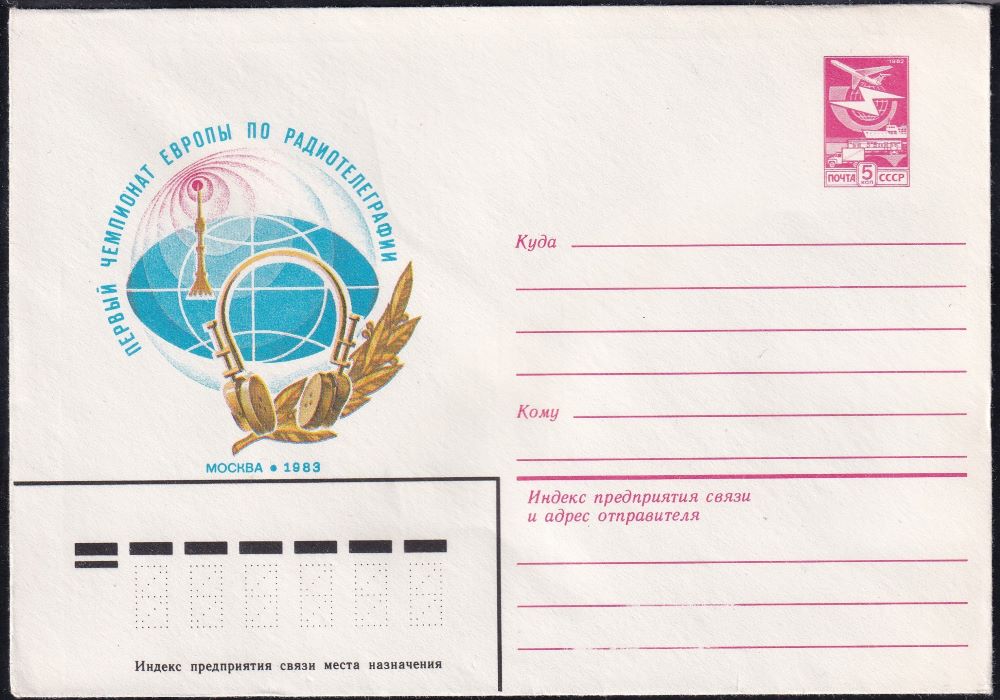 ПЕРВЫЙ ЧЕМПИОНАТ ЕВРОПЫ ПО РАДИОТЕЛЕГРАФИИ
МОСКВА • 1983
1982
ПОЧТА 5 КОП СССР
Куда
Кому
Индекс предприятия связи
и адрес отправителя
Индекс предприятия связи места назначения